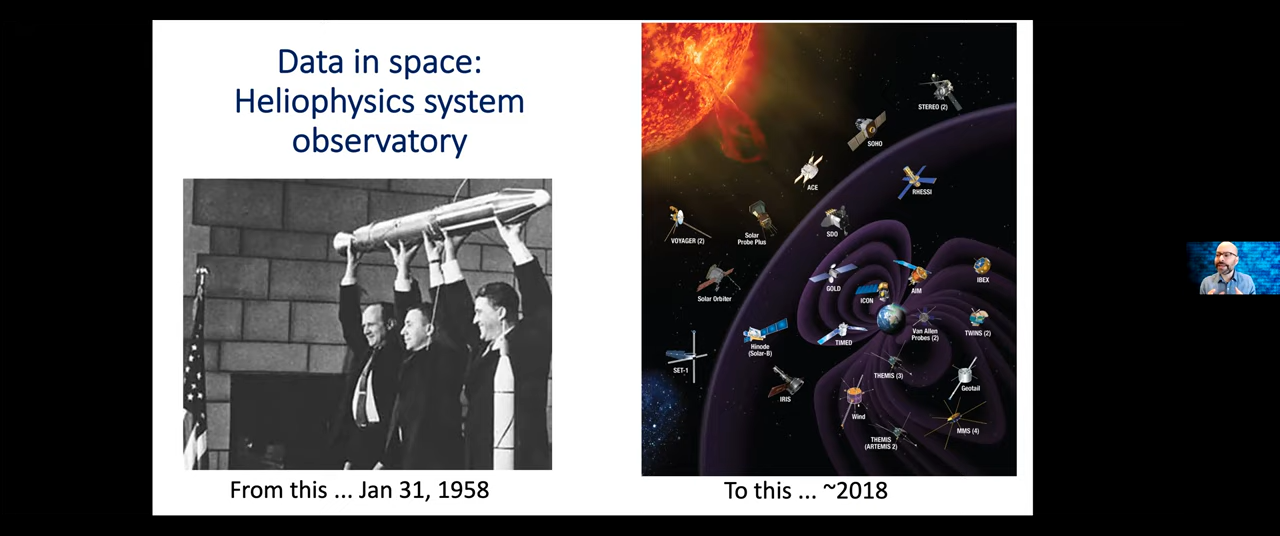 Data in space:
Heliophysics system
observatory
From this ... Jan 31, 1958
STEREO (2)
SOHO
ACE
RHESSI
VOYAGER (2)
Solar
Probe Plus
SDO
Solar Orbiter
GOLD
ICON
AIM
IBEX
Hinode
(Solar-B)
TIMED
Van Allen
Probes (2)
TWINS (2)
SET-1
THEMIS (3)
IRIS
Geotail
Wind
MMS (4)
THEMIS
(ARTEMIS 2)
To this ... ~2018